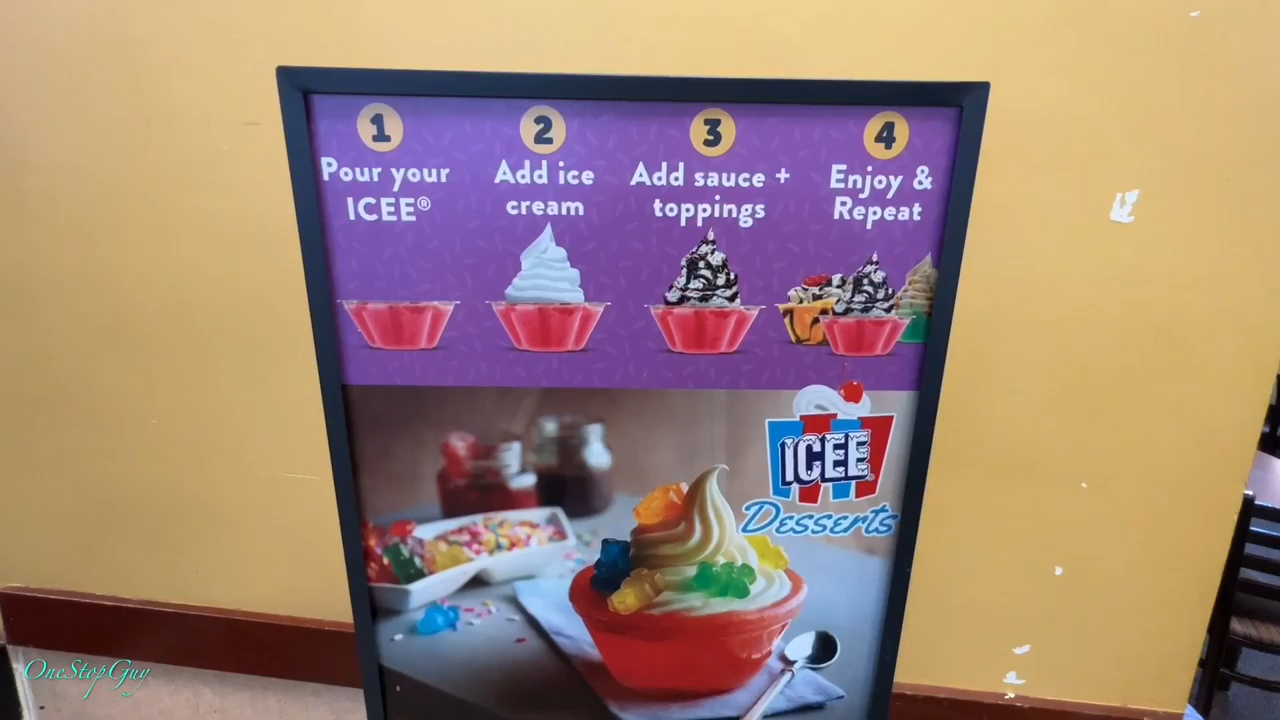 1
Pour your
ICEE®
2
Add ice
cream
3
Add sauce +
toppings
4
Enjoy &
Repeat
ICEE
Desserts
OneStopGuy